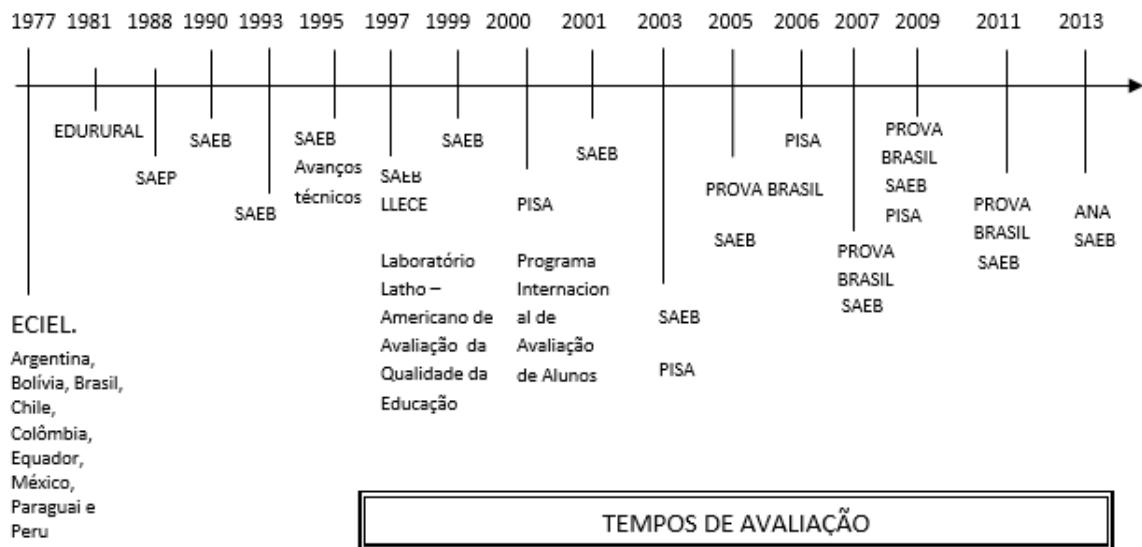 1977 1981 1988 1990 1993 1995 1997 1999 2000 2001 2003 2005 2006 2007 2009 2011 2013
EDURURAL
SAEP
SAEB
SAEB
SAEB
Avanços
técnicos
SAEB
LLECE
Laboratório
Latho –
Americano de
Avaliação da
Qualidade da
Educação
SAEB
PISA
Programa
Internacion
al de
Avaliação
de Alunos
SAEB
SAEB
PISA
PROVA BRASIL
SAEB
PISA
PROVA
BRASIL
SAEB
PROVA
BRASIL
SAEB
PISA
PROVA
BRASIL
SAEB
ANA
SAEB
ECIEL.
Argentina,
Bolívia, Brasil,
Chile,
Colômbia,
Equador,
México,
Paraguai e
Peru
TEMPOS DE AVALIAÇÃO